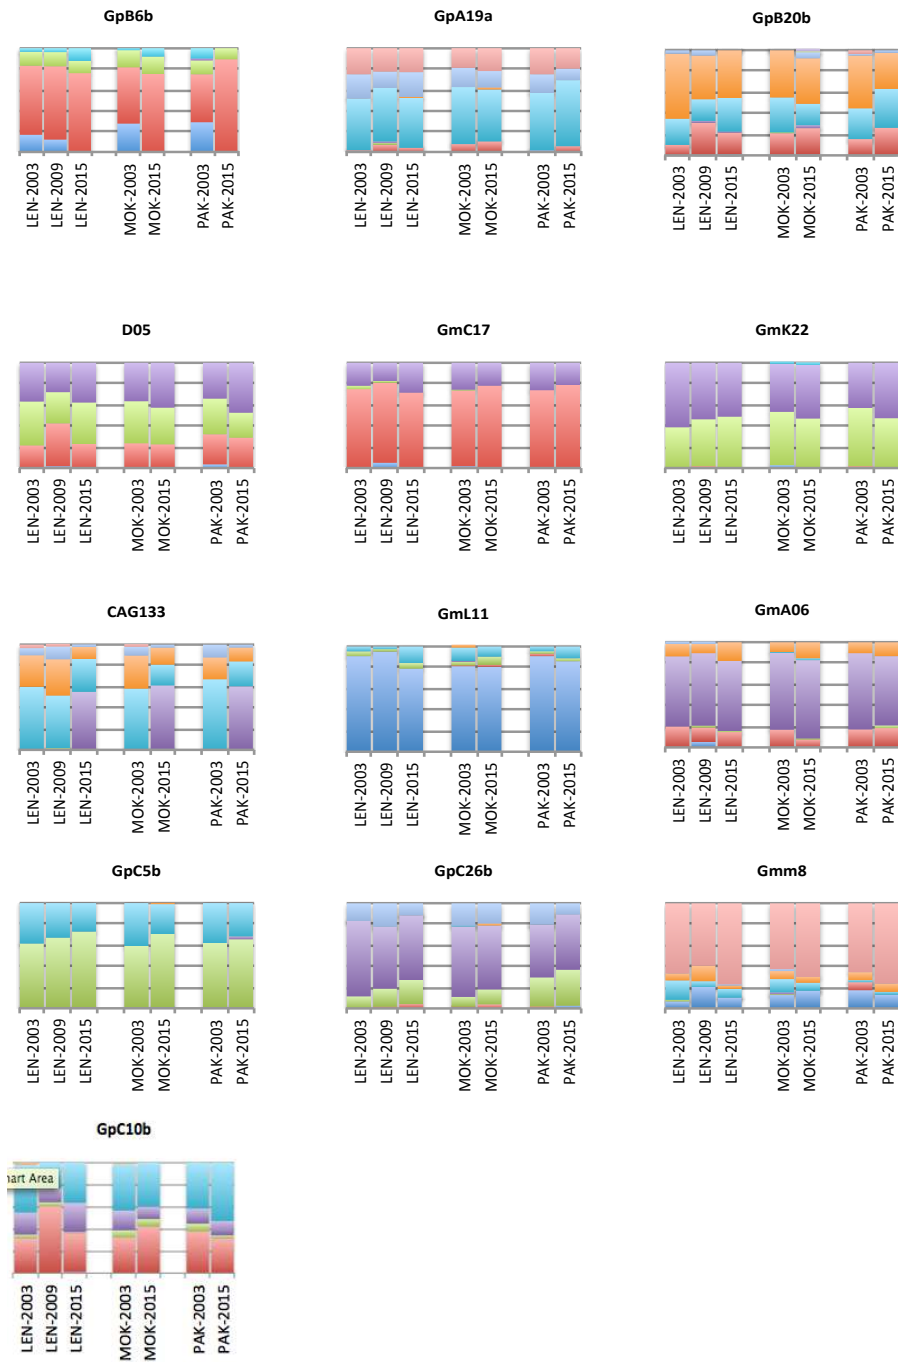 GpB6b
GpA19a
GpB20b
LEN-2003
LEN-2009
LEN-2015
MOK-2003
MOK-2015
PAK-2003
PAK-2015
LEN-2003
LEN-2009
LEN-2015
MOK-2003
MOK-2015
PAK-2003
PAK-2015
LEN-2003
LEN-2009
LEN-2015
MOK-2003
MOK-2015
PAK-2003
PAK-2015
D05
GmC17
GmK22
LEN-2003
LEN-2009
LEN-2015
MOK-2003
MOK-2015
PAK-2003
PAK-2015
LEN-2003
LEN-2009
LEN-2015
MOK-2003
MOK-2015
PAK-2003
PAK-2015
LEN-2003
LEN-2009
LEN-2015
MOK-2003
MOK-2015
PAK-2003
PAK-2015
CAG133
GmL11
GmA06
LEN-2003
LEN-2009
LEN-2015
MOK-2003
MOK-2015
PAK-2003
PAK-2015
LEN-2003
LEN-2009
LEN-2015
MOK-2003
MOK-2015
PAK-2003
PAK-2015
LEN-2003
LEN-2009
LEN-2015
MOK-2003
MOK-2015
PAK-2003
PAK-2015
GpC5b
GpC26b
Gmm8
LEN-2003
LEN-2009
LEN-2015
MOK-2003
MOK-2015
PAK-2003
PAK-2015
LEN-2003
LEN-2009
LEN-2015
MOK-2003
MOK-2015
PAK-2003
PAK-2015
LEN-2003
LEN-2009
LEN-2015
MOK-2003
MOK-2015
PAK-2003
PAK-2015
GpC10b
hart Area
LEN-2003
LEN-2009
LEN-2015
MOK-2003
MOK-2015
PAK-2003
PAK-2015